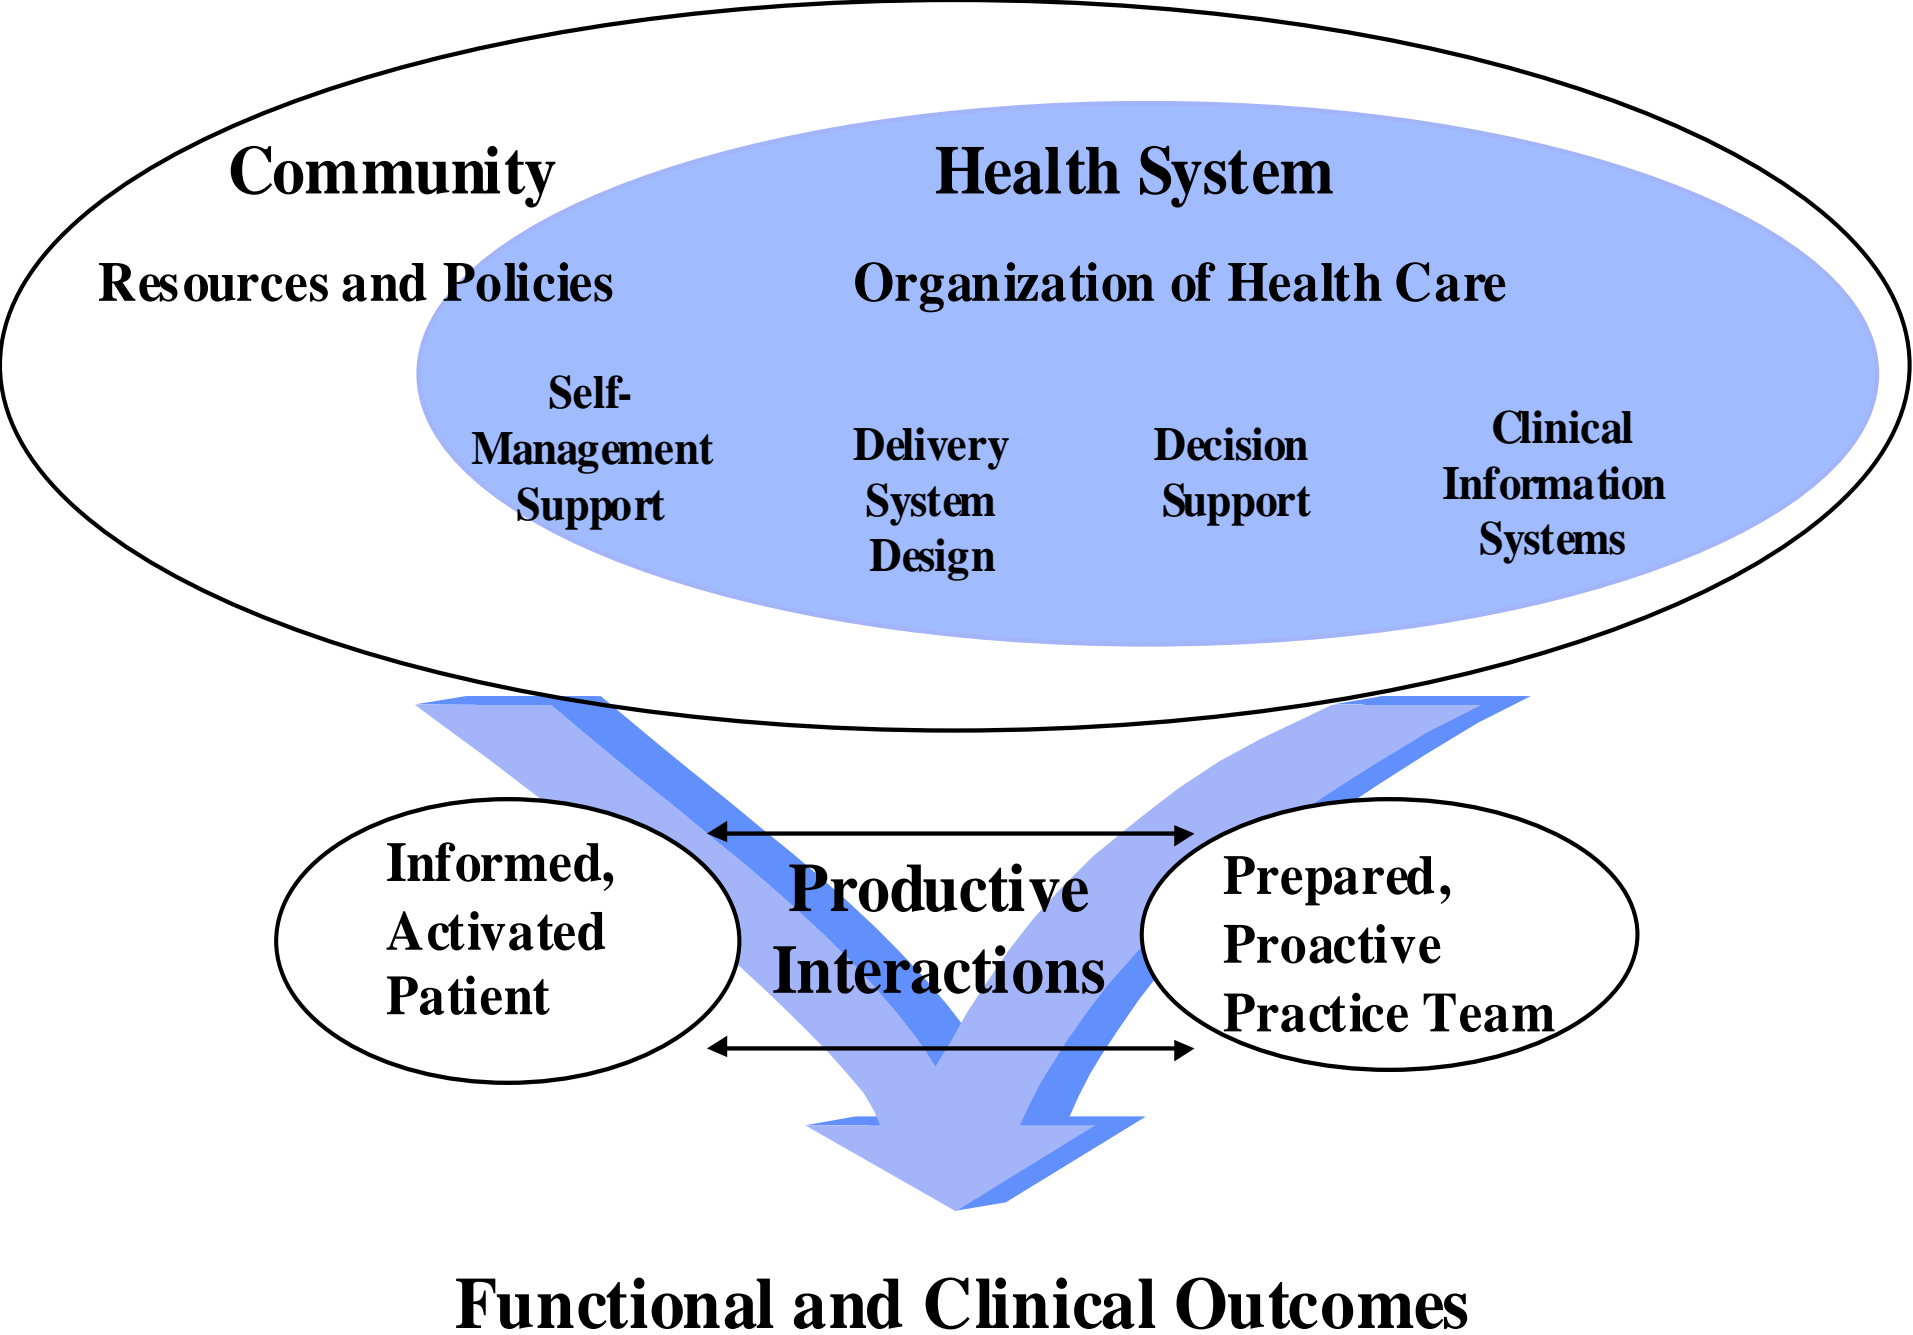 Community
Health System
Resources and Policies
Organization of Health Care
Self-
Management
Support
Delivery
System
Design
Decision
Support
Clinical
Information
Systems
Informed,
Activated
Patient
Productive
Interactions
Prepared,
Proactive
Practice Team
Functional and Clinical Outcomes